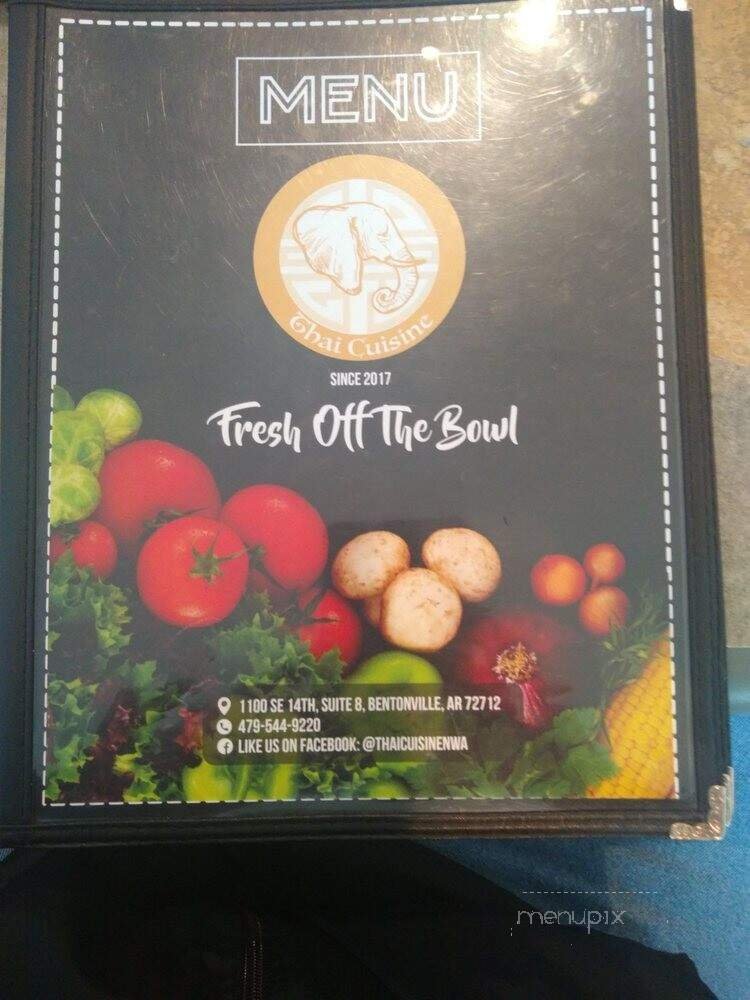 MENU
Thai Cuisine
SINCE 2017
Fresh Off The Bowl
1100 SE 14TH, SUITE 8, BENTONVILLE, AR 72712
479-544-9220
LIKE US ON FACEBOOK: @THAICUISINENWA
menupix